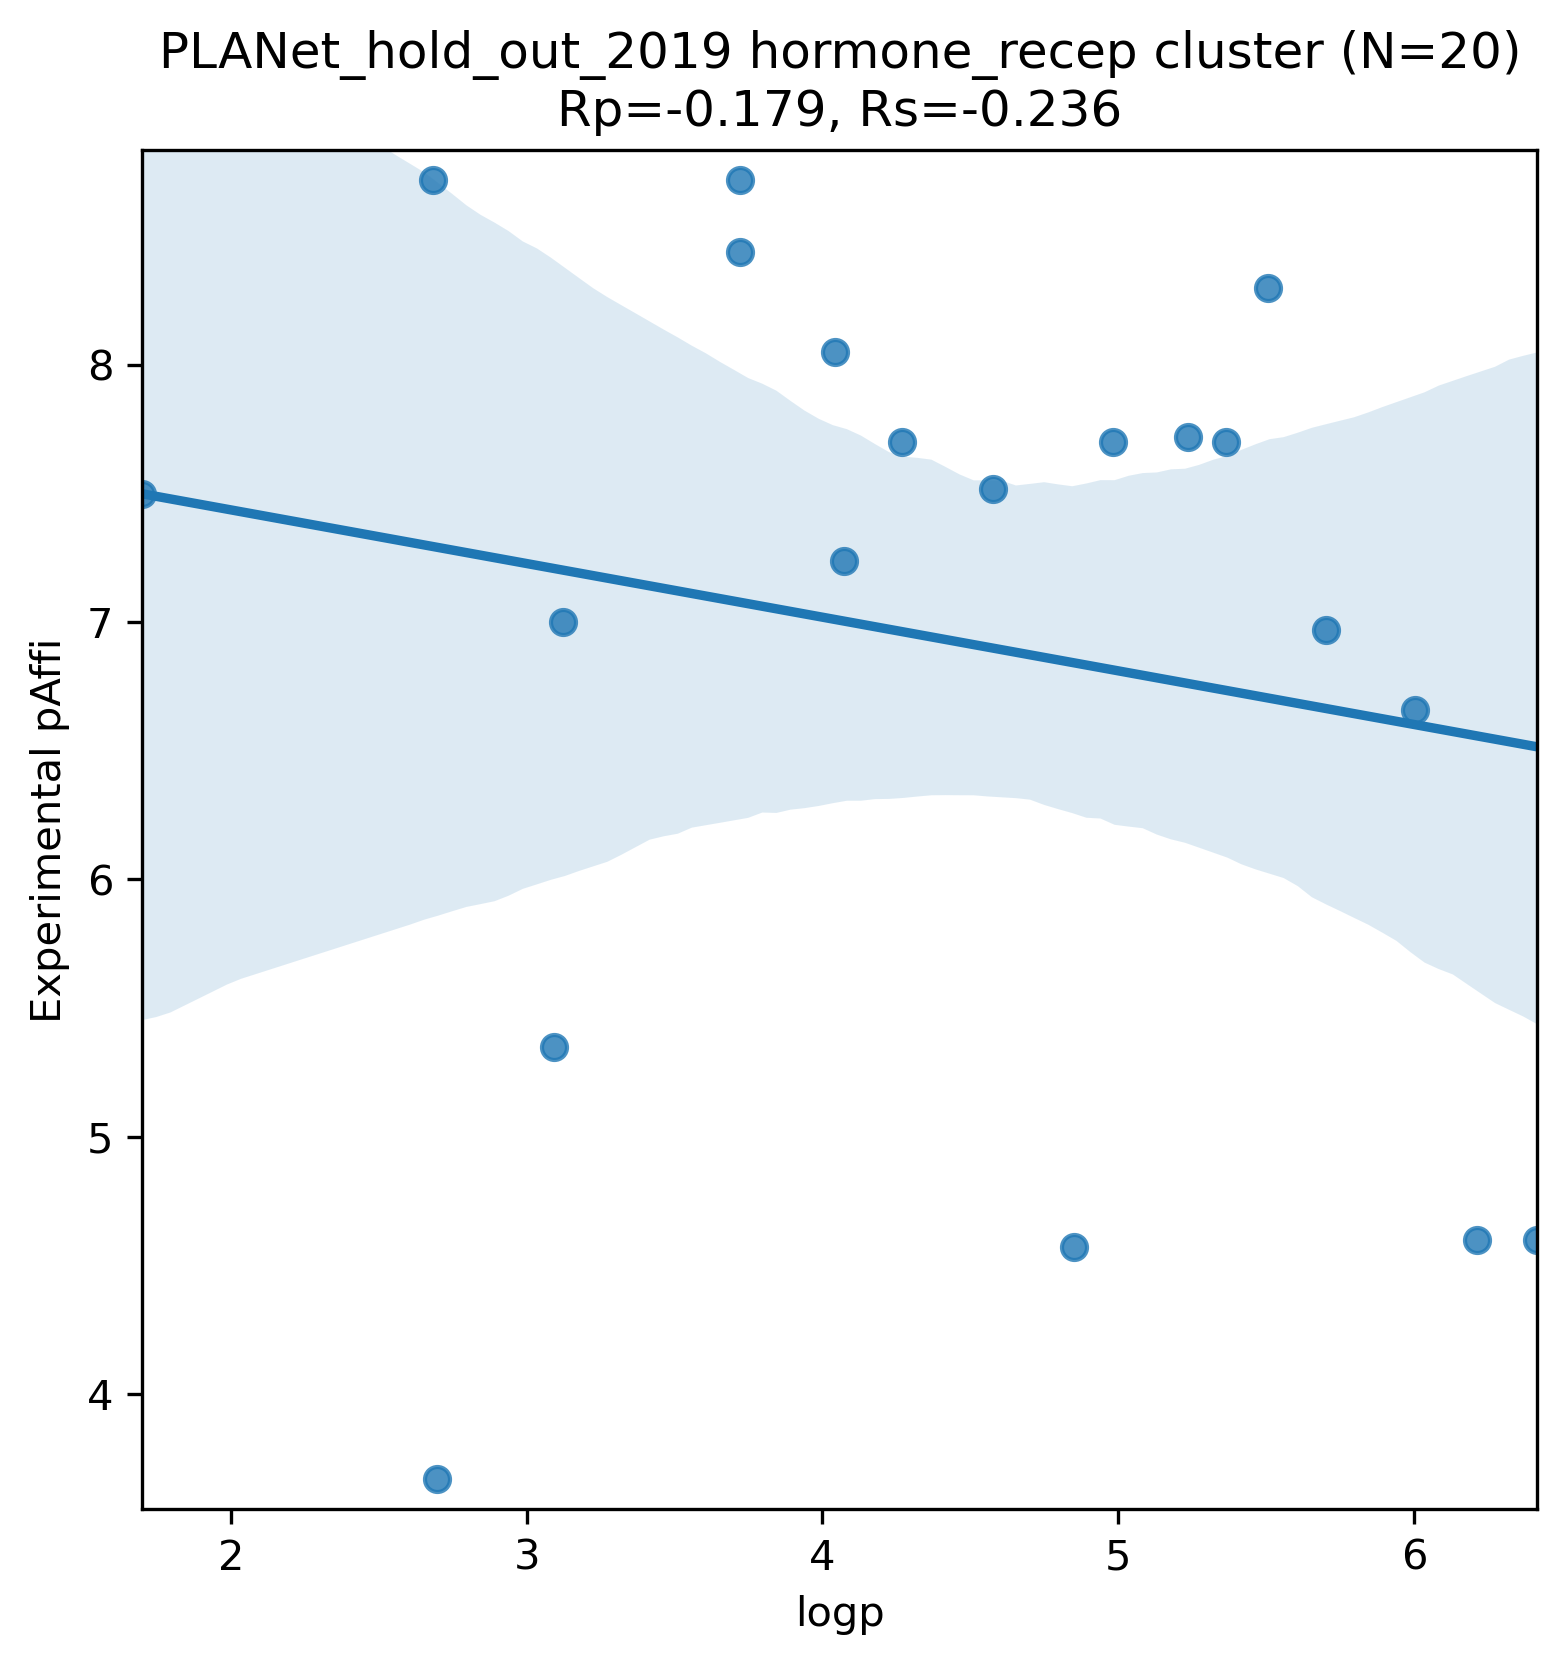 PLANet_hold_out_2019 hormone_recep cluster (N=20)
Rp=-0.179, Rs=-0.236
8
7
6
5
4
Experimental pAffi
2 3 4 5 6
logp